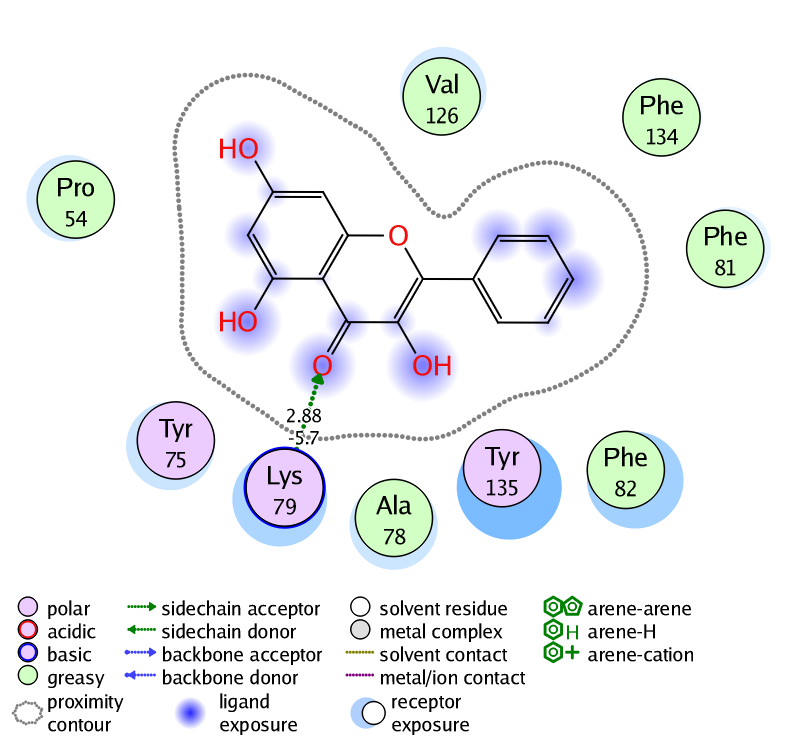 Val
126
Phe
134
HO
Pro
54
O
Phe
81
HO
O
OH
2.88
-5.7
Tyr
75
Lys
79
Ala
78
Tyr
135
Phe
82
polar
sidechain acceptor
solvent residue
arene-arene
acidic
sidechain donor
metal complex
H
arene-H
basic
backbone acceptor
solvent contact
+
arene-cation
greasy
backbone donor
metal/ion contact
proximity
contour
ligand
exposure
receptor
exposure